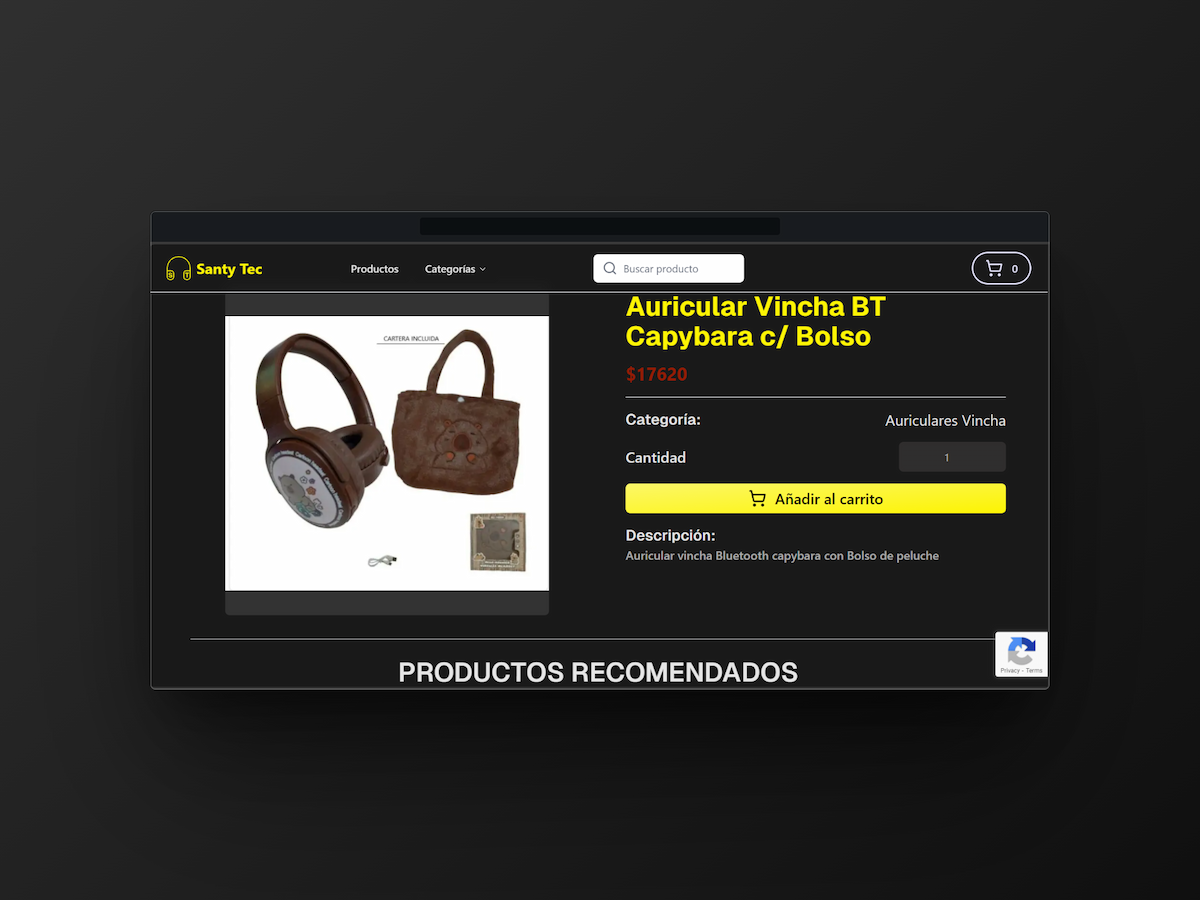 Santy Tec
Productos
Categorías
Buscar producto
0
Auricular Vincha BT
Capybara c/ Bolso
$17620
CARTERA INCLUIDA
Categoría:
Auriculares Vincha
Cantidad
1
Añadir al carrito
Descripción:
Auricular vincha Bluetooth capybara con Bolso de peluche
PRODUCTOS RECOMENDADOS
Privacy - Terms